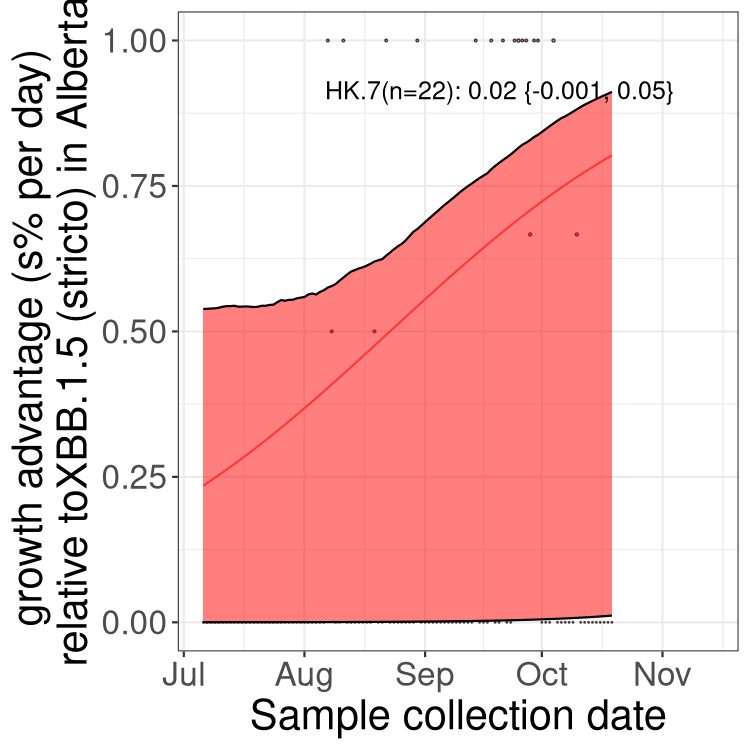 growth advantage (s% per day)
relative toXBB.1.5 (stricto) in Alberta
1.00
0.75
0.50
0.25
0.00
HK.7(n=22): 0.02 {-0.001, 0.05}
Jul Aug Sep Oct Nov
Sample collection date